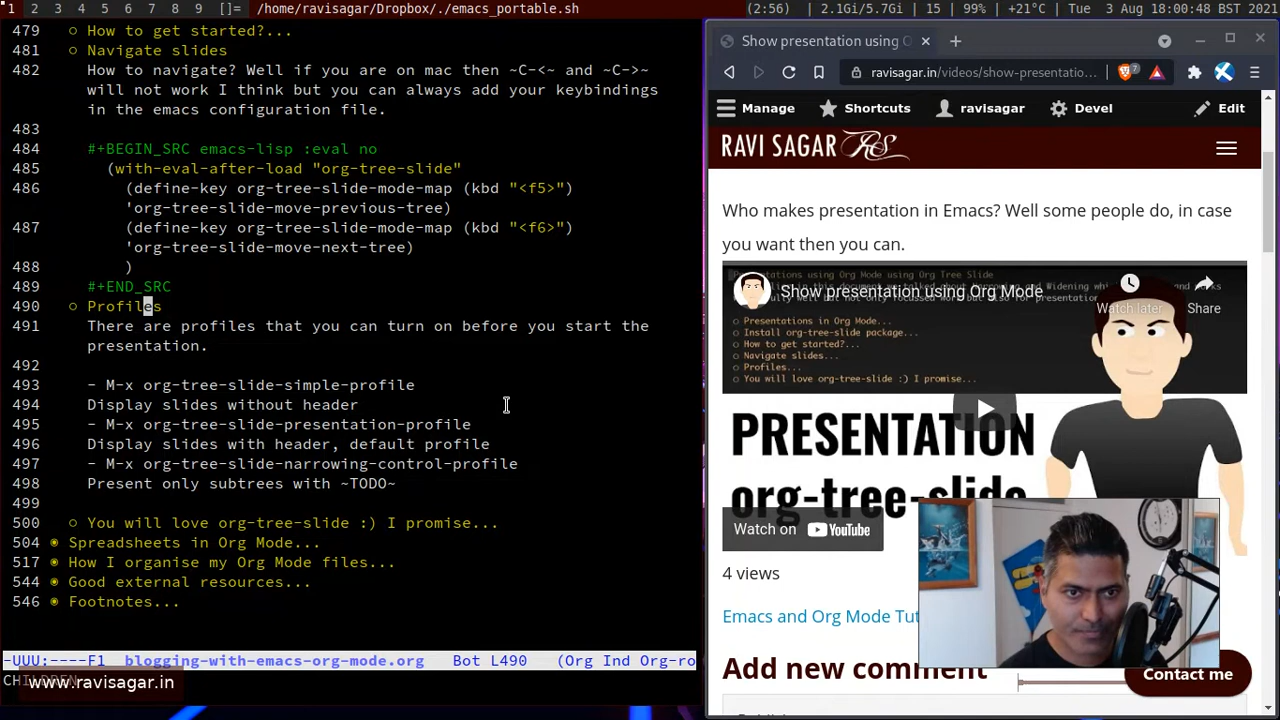 1 2 3 4 5 6 7 8 9 []= /home/ravisagar/Dropbox/./emacs_portable.sh (2:56) | 2.1Gi/5.7Gi | 15 | 99% | +21°C | Tue 3 Aug 18:00:48 BST 2021
479 ○ How to get started?...
481 ○ Navigate slides
482 How to navigate? Well if you are on mac then ~C-<~ and ~C->~
will not work I think but you can always add your keybindings
in the emacs configuration file.
483
484 #+BEGIN_SRC emacs-lisp :eval no
485 (with-eval-after-load "org-tree-slide"
486 (define-key org-tree-slide-mode-map (kbd "<f5>")
'org-tree-slide-move-previous-tree)
487 (define-key org-tree-slide-mode-map (kbd "<f6>")
'org-tree-slide-move-next-tree)
488 )
489 #+END_SRC
490 ○ Profiles
491 There are profiles that you can turn on before you start the
presentation.
492
493 - M-x org-tree-slide-simple-profile
494 Display slides without header
495 - M-x org-tree-slide-presentation-profile
496 Display slides with header, default profile
497 - M-x org-tree-slide-narrowing-control-profile
498 Present only subtrees with ~TODO~
499
500 ○ You will love org-tree-slide :) I promise...
504 ◉ Spreadsheets in Org Mode...
517 ◉ How I organise my Org Mode files...
544 ◉ Good external resources...
546 ◉ Footnotes...
-UUU:----F1 blogging-with-emacs-org-mode.org Bot L490 (Org Ind Org-ro
www.ravisagar.in
Show presentation using
ravisagar.in/videos/show-presentatio...
7
Manage Shortcuts ravisagar Devel Edit
RAVI SAGAR RS
Who makes presentation in Emacs? Well some people do, in case
you want then you can.
Presentations using Org Mode using Org Tree Slide
Show presentation using Org Mode.
Watch later Share
○ Presentations in Org Mode...
○ Install org-tree-slide package...
○ How to get started?...
○ Navigate slides...
○ Profiles...
○ You will love org-tree-slide :) I promise...
PRESENTATION
org-tree-slide
Watch on YouTube
4 views
Emacs and Org Mode Tut
Add new comment
Contact me